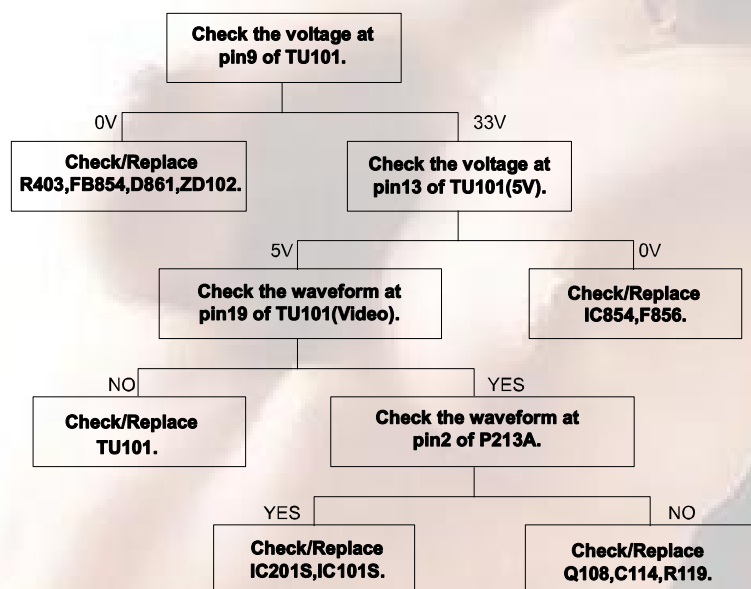 Check the voltage at
pin9 of TU101.
0V
33V
Check/Replace
R403,FB854,D861,ZD102.
Check the voltage at
pin13 of TU101(5V).
5V
0V
Check the waveform at
pin19 of TU101(Video).
Check/Replace
IC854,F856.
NO
YES
Check/Replace
TU101.
Check the waveform at
pin2 of P213A.
YES
NO
Check/Replace
IC201S,IC101S.
Check/Replace
Q108,C114,R119.